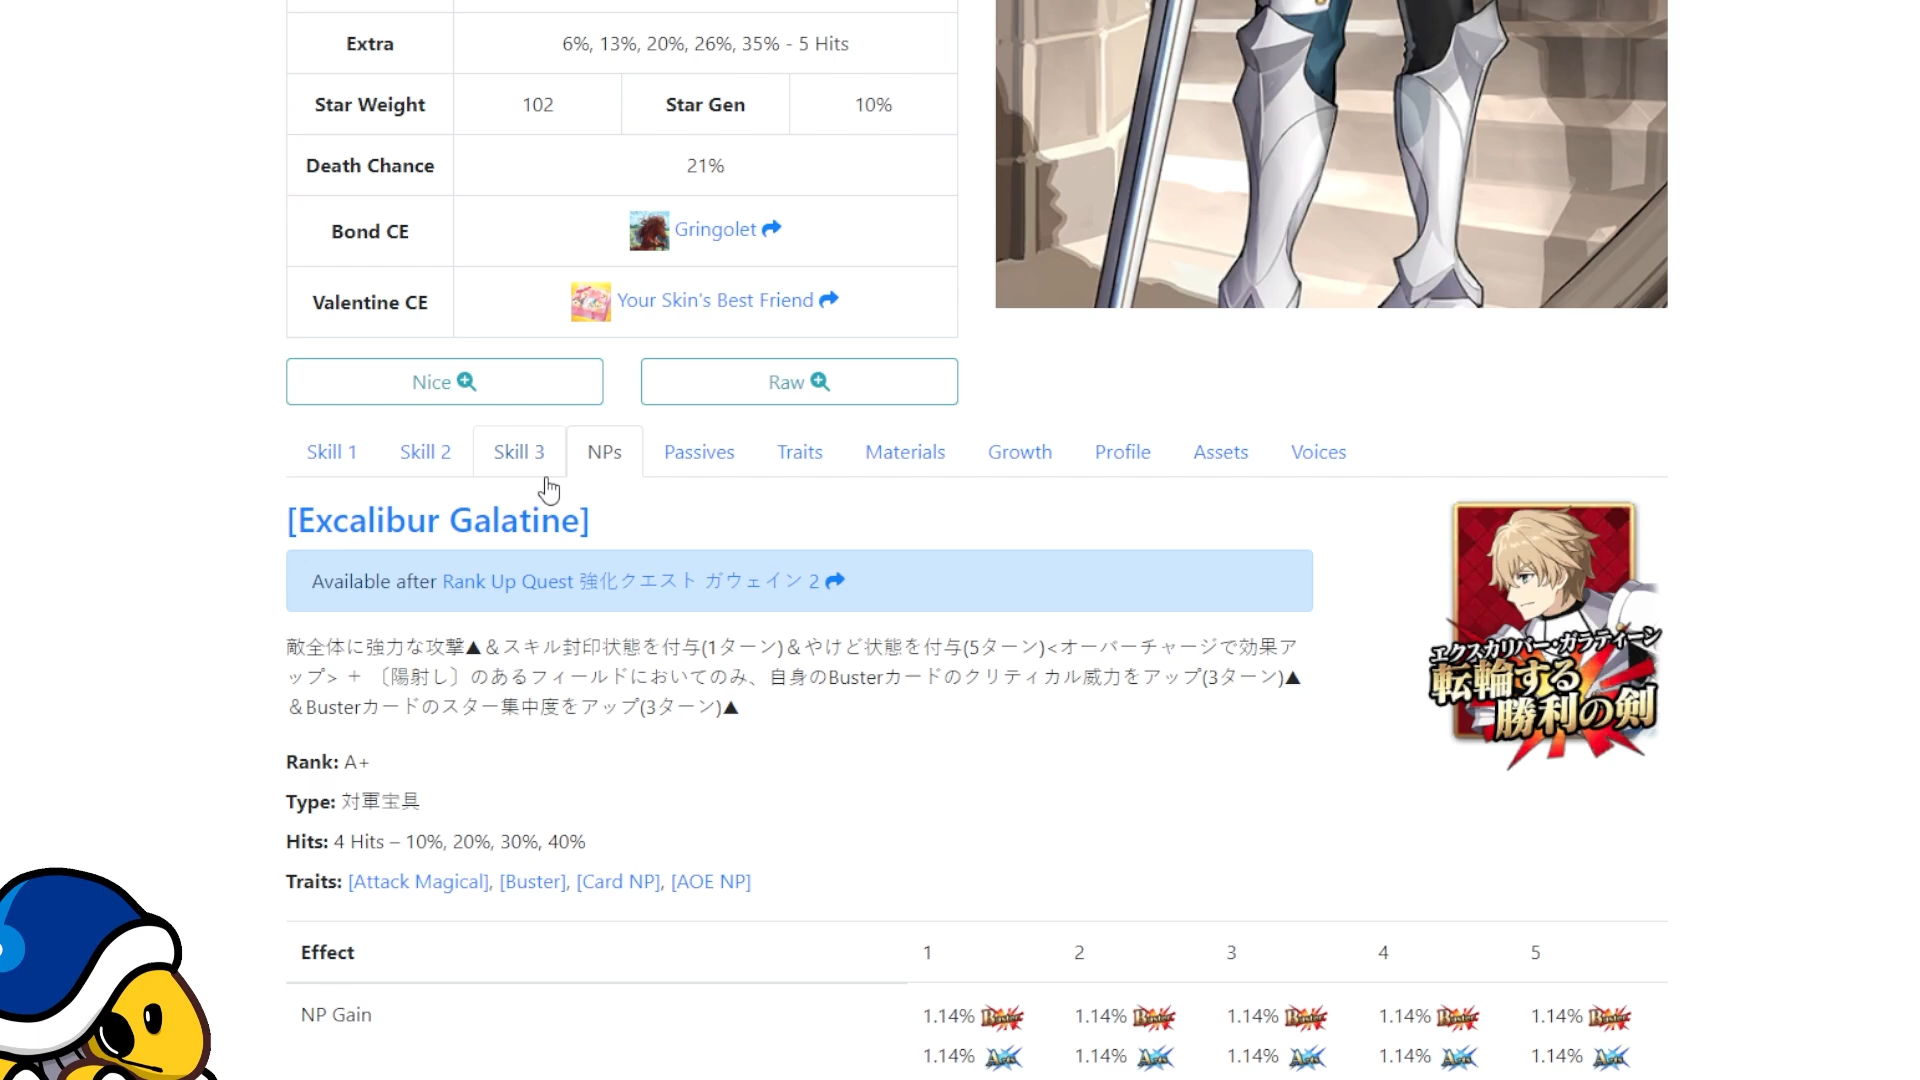 Extra 6%, 13%, 20%, 26%, 35% - 5 Hits
Star Weight 102 Star Gen 10%
Death Chance 21%
Bond CE Gringolet
Valentine CE Your Skin's Best Friend
Nice Raw
Skill 1 Skill 2 Skill 3 NPs Passives Traits Materials Growth Profile Assets Voices
[Excalibur Galatine]
Available after Rank Up Quest 強化クエスト ガウェイン 2
敵全体に強力な攻撃▲＆スキル封印状態を付与(1ターン)＆やけど状態を付与(5ターン)<オーバーチャージで効果ア
ップ> ＋ 〔陽射し〕のあるフィールドにおいてのみ、自身のBusterカードのクリティカル威力をアップ(3ターン)▲
＆Busterカードのスター集中度をアップ(3ターン)▲
エクスカリバー・ガラティーン
転輪する
勝利の剣
Rank: A+
Type: 対軍宝具
Hits: 4 Hits – 10%, 20%, 30%, 40%
Traits: [Attack Magical], [Buster], [Card NP], [AOE NP]
Effect 1 2 3 4 5
NP Gain 1.14% Buster 1.14% Buster 1.14% Buster 1.14% Buster 1.14% Buster
1.14% Arts 1.14% Arts 1.14% Arts 1.14% Arts 1.14% Arts